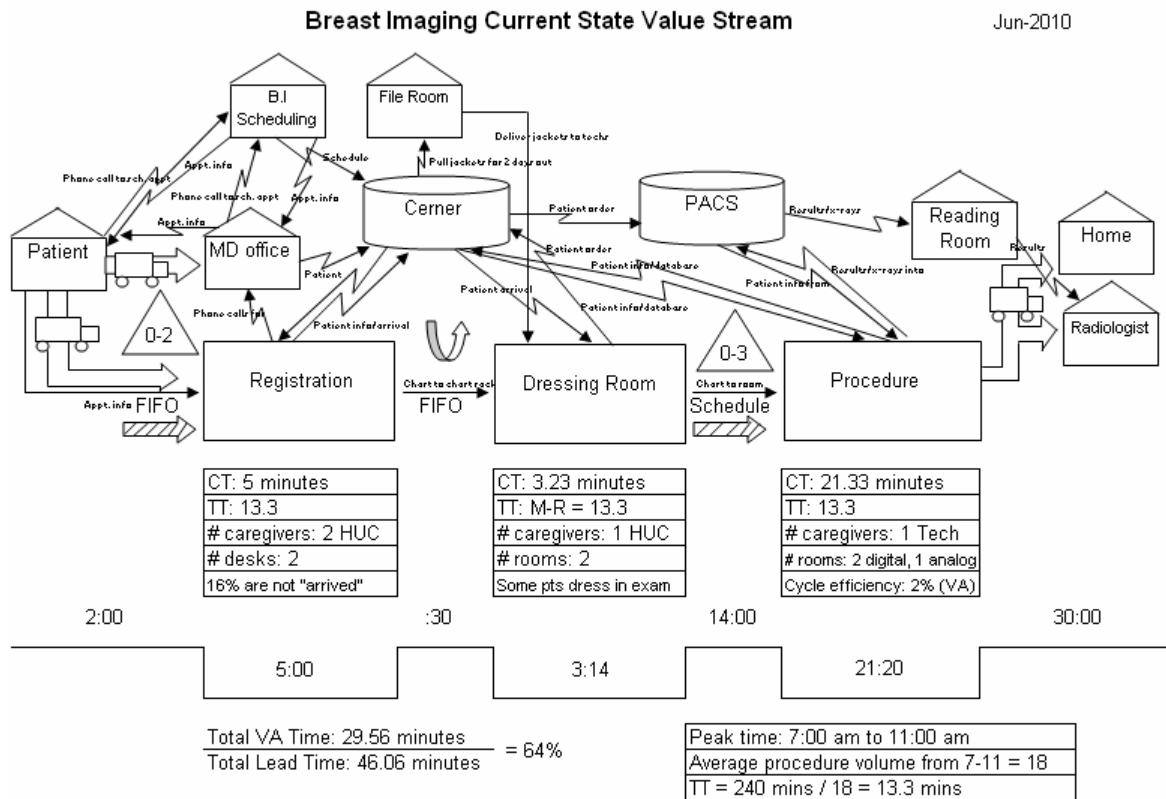 Breast Imaging Current State Value Stream
Jun-2010
B.I
Scheduling
File Room
Deliver jackets to techs
Schedule
Pull jackets for 2 days out
Appt. info
Phone call to sch. appt
Phone call to sch. appt
Appt. info
Appt. info
Cerner
PACS
Patient order
Results/x-rays
Reading
Room
Home
Patient
MD office
Patient
Patient order
Patient info/database
Results/x-rays into
Results
Patient arrival
Patient info from
Patient info/database
Phone call
Patient info/arrival
Radiologist
0-2
0-3
Registration
Dressing Room
Procedure
Chart to chart rack
Chart to room
Appt. info
FIFO
FIFO
Schedule
CT: 5 minutes
TT: 13.3
# caregivers: 2 HUC
# desks: 2
16% are not "arrived"
CT: 3.23 minutes
TT: M-R = 13.3
# caregivers: 1 HUC
# rooms: 2
Some pts dress in exam
CT: 21.33 minutes
TT: 13.3
# caregivers: 1 Tech
# rooms: 2 digital, 1 analog
Cycle efficiency: 2% (VA)
2:00
:30
14:00
30:00
5:00
3:14
21:20
Total VA Time: 29.56 minutes
Total Lead Time: 46.06 minutes
= 64%
Peak time: 7:00 am to 11:00 am
Average procedure volume from 7-11 = 18
TT = 240 mins / 18 = 13.3 mins